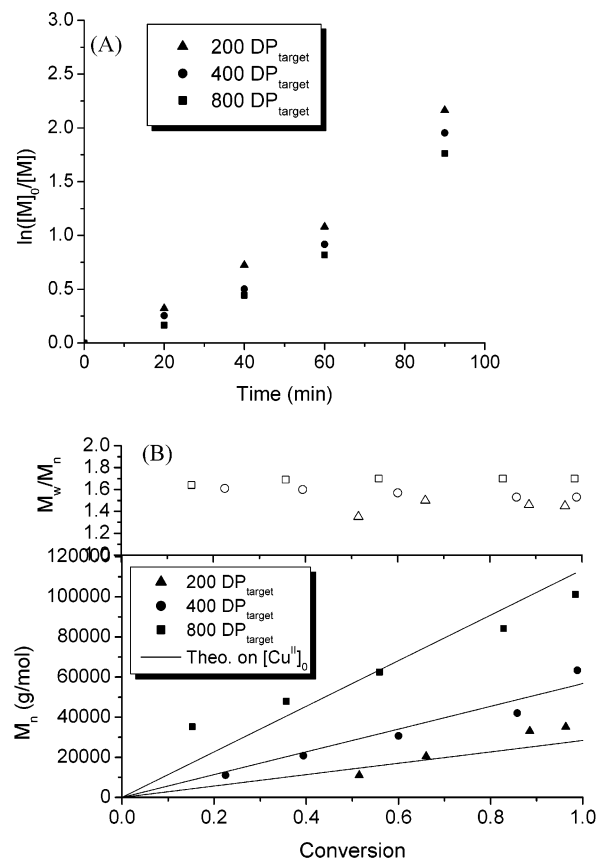 (A)
200 DPtarget
400 DPtarget
800 DPtarget
3.0
2.5
2.0
1.5
1.0
0.5
0.0
ln([M]0/[M])
0 20 40 60 80 100
Time (min)
(B)
2.0
1.8
1.6
1.4
1.2
1.0
Mw/Mn
120000
100000
80000
60000
40000
20000
0
Mn (g/mol)
200 DPtarget
400 DPtarget
800 DPtarget
Theo. on [CuII]0
0.0 0.2 0.4 0.6 0.8 1.0
Conversion